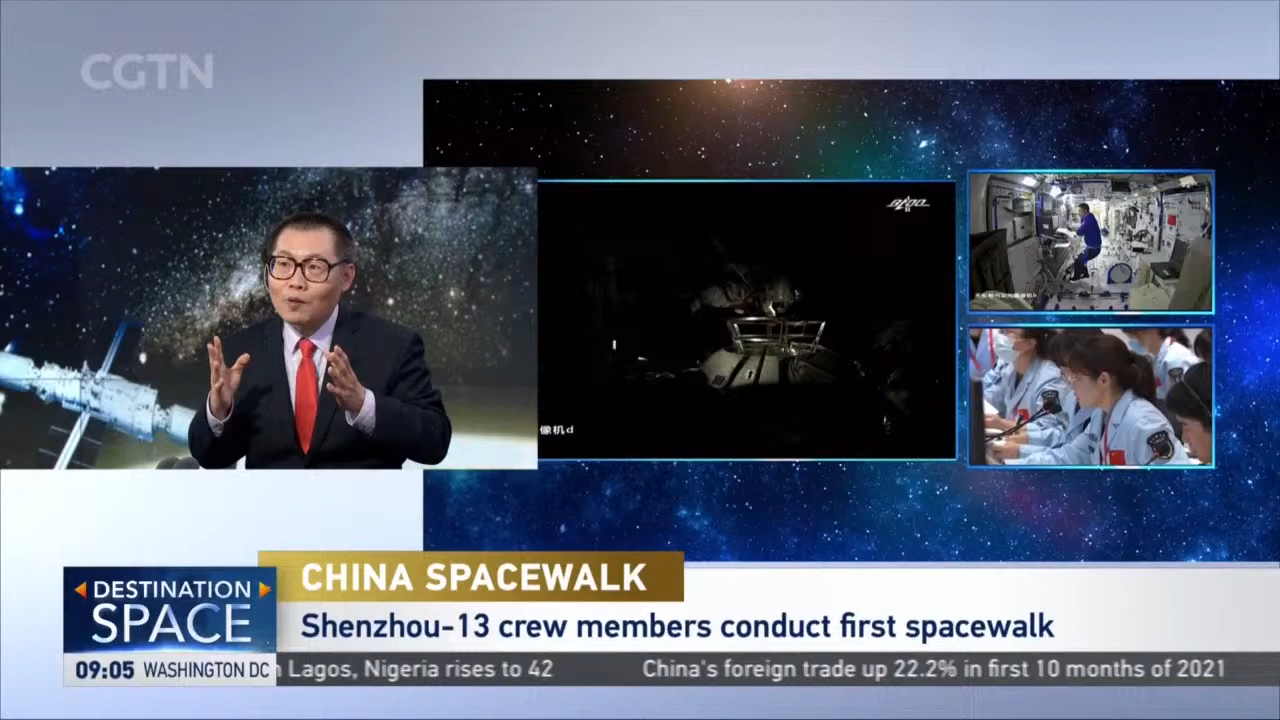 CGTN
像机d
CHINA SPACEWALK
DESTINATION
SPACE
Shenzhou-13 crew members conduct first spacewalk
09:05 WASHINGTON DC
Lagos, Nigeria rises to 42 China's foreign trade up 22.2% in first 10 months of 2021